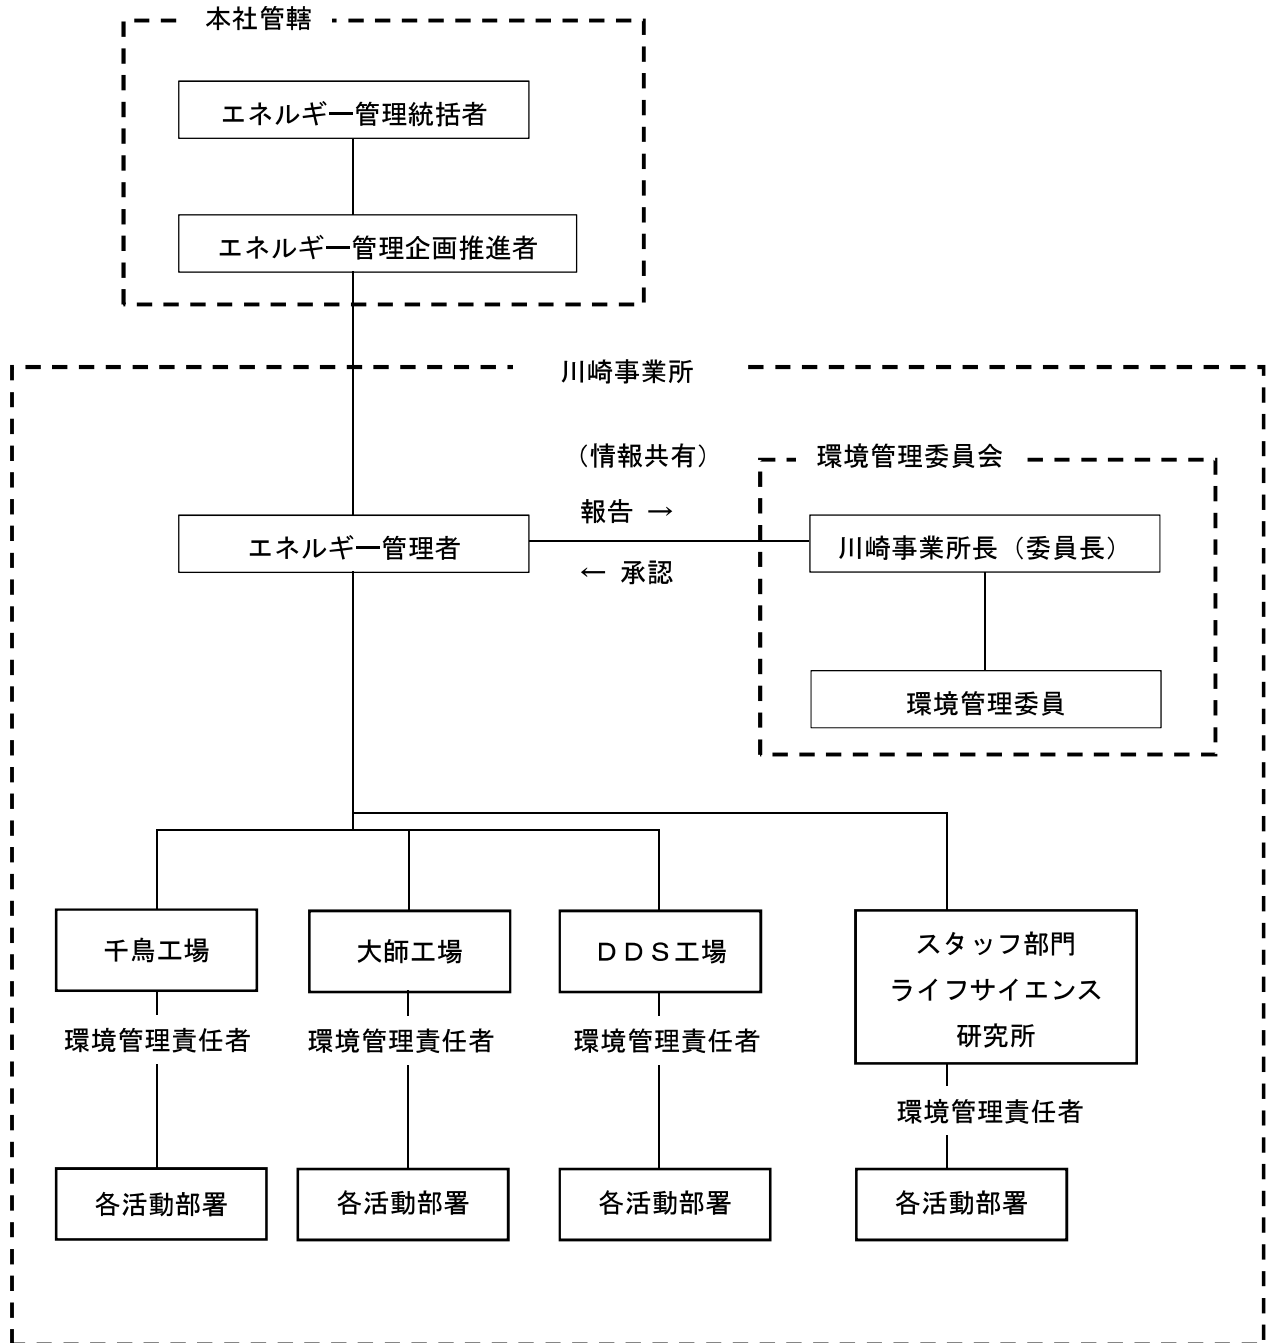 本社管轄
エネルギー管理統括者
エネルギー管理企画推進者
川崎事業所
（情報共有）
環境管理委員会
報告 →
エネルギー管理者
川崎事業所長（委員長）
← 承認
環境管理委員
千鳥工場
大師工場
ＤＤＳ工場
スタッフ部門
ライフサイエンス
研究所
環境管理責任者
環境管理責任者
環境管理責任者
環境管理責任者
各活動部署
各活動部署
各活動部署
各活動部署